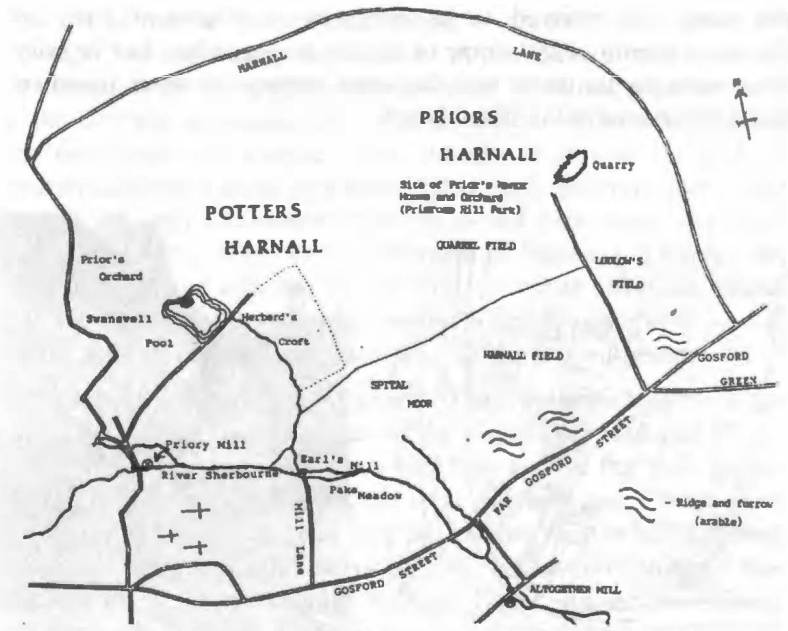 HARNALL
LANE
N
PRIORS
HARNALL
Quarry
Site of Prior's Manor
House and Orchard
(Primrose Hill Park)
POTTERS
HARNALL
QUARREL FIELD
LUDLOW'S
FIELD
Prior's
Orchard
Swanswell
Pool
Herberd's
Croft
HARNALL FIELD
GOSFORD
GREEN
SPITAL
MOOR
Priory Mill
River Sherbourne
Earl's Mill
Pake Meadow
Mill Lane
FAR GOSFORD STREET
- Ridge and furrow
(arable)
GOSFORD STREET
ALTOGETHER MILL